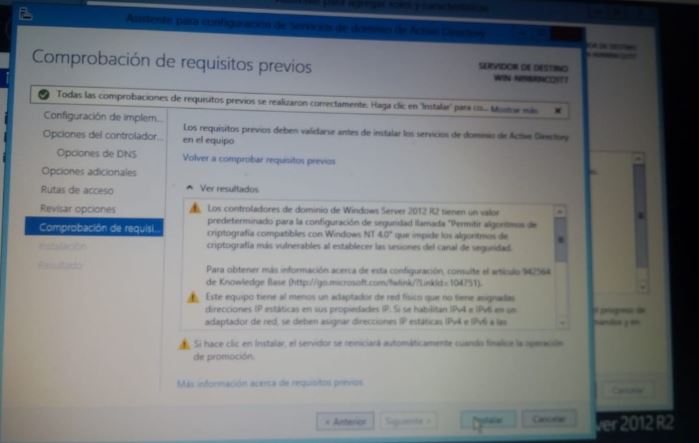 Asistente para configuración de servicios de dominio de Active Directory
Comprobación de requisitos previos
SERVIDOR DE DESTINO
Todas las comprobaciones de requisitos previos se realizaron correctamente. Haga clic en 'Instalar' para co... Mostrar más
Configuración de implem...
Opciones del controlador...
Opciones de DNS
Opciones adicionales
Rutas de acceso
Revisar opciones
Comprobación de requisi...
Instalación
Resultado
Los requisitos previos deben validarse antes de instalar los servicios de dominio de Active Directory
en el equipo
Volver a comprobar requisitos previos
Ver resultados
Los controladores de dominio de Windows Server 2012 R2 tienen un valor
predeterminado para la configuración de seguridad llamada "Permitir algoritmos de
criptografía compatibles con Windows NT 4.0" que impide los algoritmos de
criptografía más vulnerables al establecer las sesiones del canal de seguridad.
Para obtener más información acerca de esta configuración, consulte el artículo 942564
de Knowledge Base (http://go.microsoft.com/fwlink/?LinkId=104751).
Este equipo tiene al menos un adaptador de red físico que no tiene asignadas
direcciones IP estáticas en sus propiedades IP. Si se habilitan IPv4 e IPv6 en un
adaptador de red, se deben asignar direcciones IP estáticas IPv4 e IPv6 a las
Si hace clic en Instalar, el servidor se reiniciará automáticamente cuando finalice la operación
de promoción.
Más información acerca de requisitos previos
< Anterior
Siguiente >
Instalar
Cancelar
Cancelar
ver 2012 R2